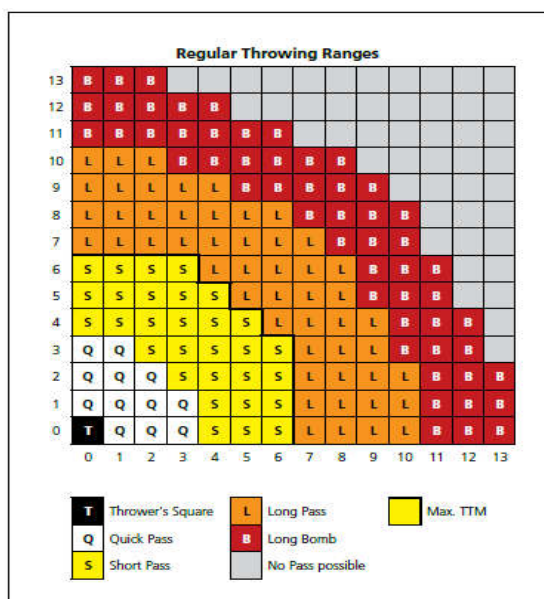 Regular Throwing Ranges
13 B B B
12 B B B B B
11 B B B B B B B
10 L L L B B B B B B
9 L L L L L B B B B B
8 L L L L L L L B B B B
7 L L L L L L L L B B B
6 S S S S L L L L L B B B
5 S S S S S L L L L B B B
4 S S S S S S L L L L B B B
3 Q Q S S S S S L L L B B B
2 Q Q Q S S S S L L L L B B B
1 Q Q Q Q S S S L L L L B B B
0 T Q Q Q S S S L L L L B B B
0 1 2 3 4 5 6 7 8 9 10 11 12 13
T Thrower's Square L Long Pass Max. TTM
Q Quick Pass B Long Bomb
S Short Pass No Pass possible